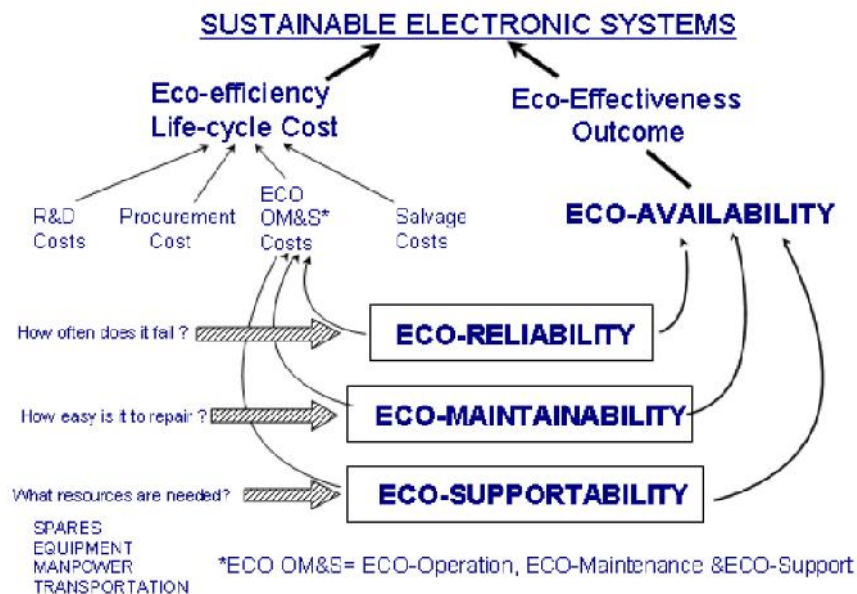 SUSTAINABLE ELECTRONIC SYSTEMS
Eco-efficiency
Life-cycle Cost
Eco-Effectiveness
Outcome
R&D
Costs
Procurement
Cost
ECO
OM&S*
Costs
Salvage
Costs
ECO-AVAILABILITY
How often does it fail ?
ECO-RELIABILITY
How easy is it to repair ?
ECO-MAINTAINABILITY
What resources are needed?
ECO-SUPPORTABILITY
SPARES
EQUIPMENT
MANPOWER
TRANSPORTATION
*ECO OM&S= ECO-Operation, ECO-Maintenance &ECO-Support